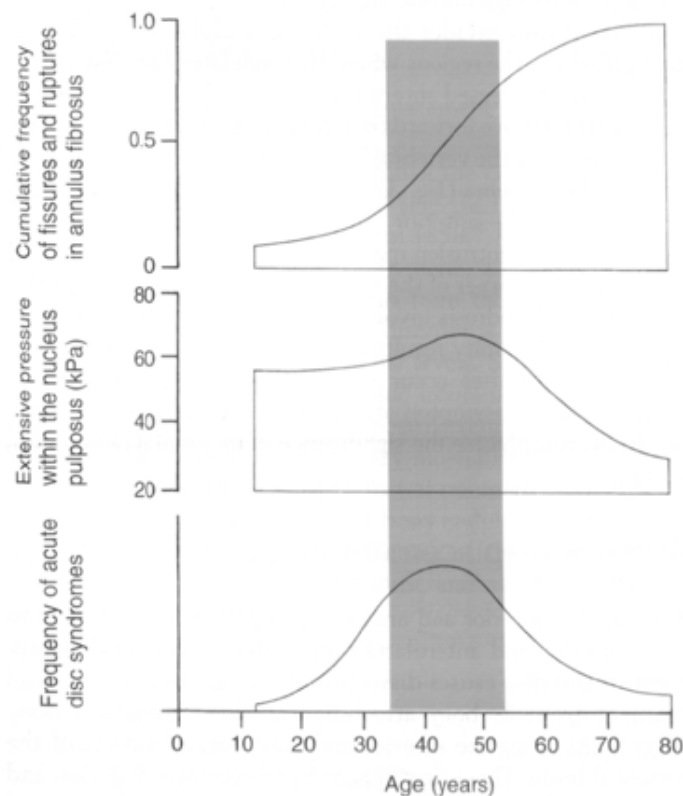 Cumulative frequency
of fissures and ruptures
in annulus fibrosus
1.0
0.5
0
Extensive pressure
within the nucleus
pulposus (kPa)
80
60
40
20
Frequency of acute
disc syndromes
0 10 20 30 40 50 60 70 80
Age (years)